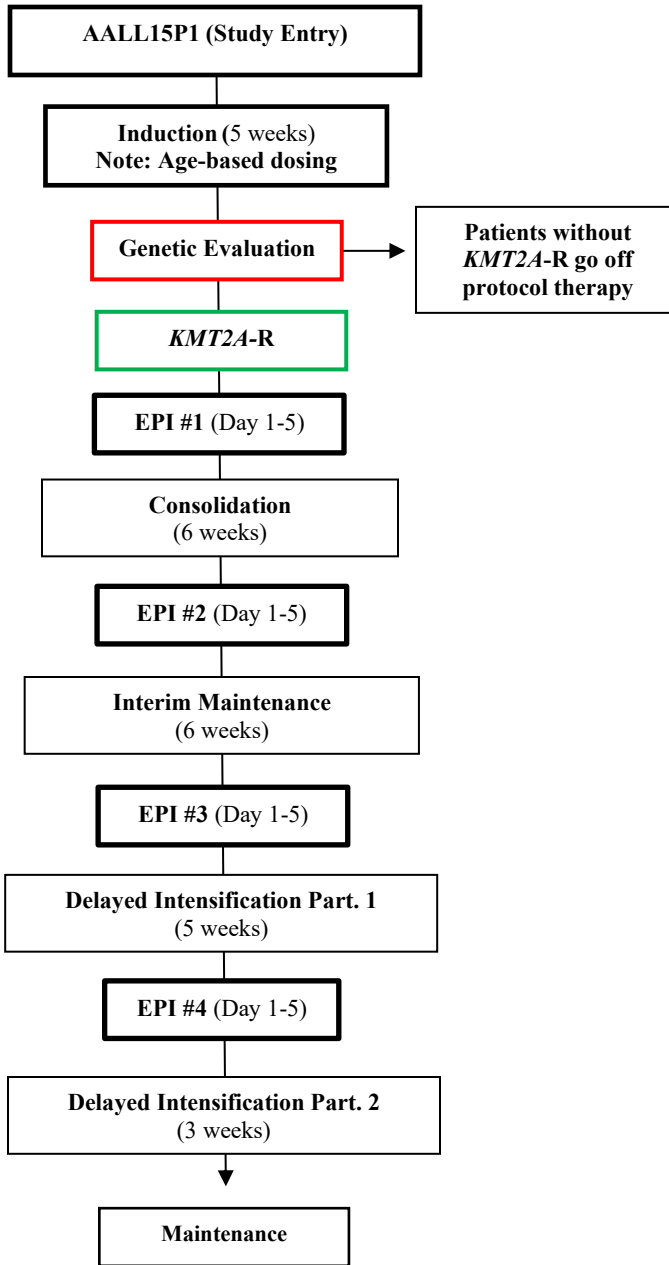 AALL15P1 (Study Entry)
Induction (5 weeks)
Note: Age-based dosing
Genetic Evaluation
Patients without
KMT2A-R go off
protocol therapy
KMT2A-R
EPI #1 (Day 1-5)
Consolidation
(6 weeks)
EPI #2 (Day 1-5)
Interim Maintenance
(6 weeks)
EPI #3 (Day 1-5)
Delayed Intensification Part. 1
(5 weeks)
EPI #4 (Day 1-5)
Delayed Intensification Part. 2
(3 weeks)
Maintenance